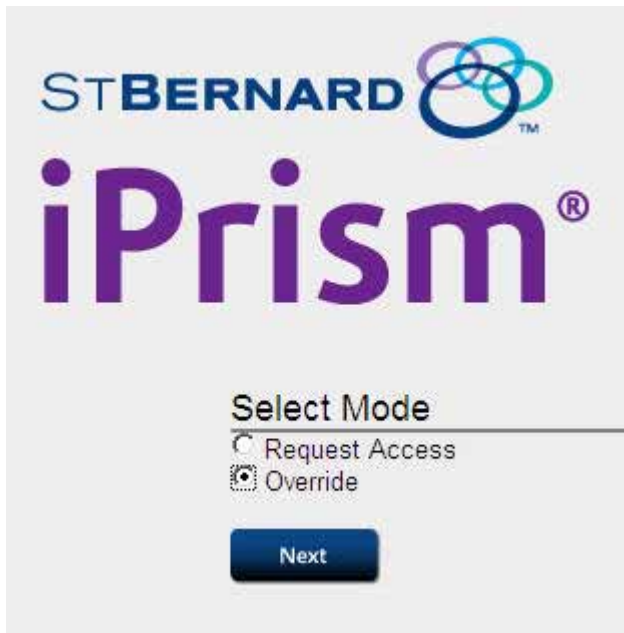 STBERNARD
TM
iPrism®
Select Mode
Request Access
Override
Next